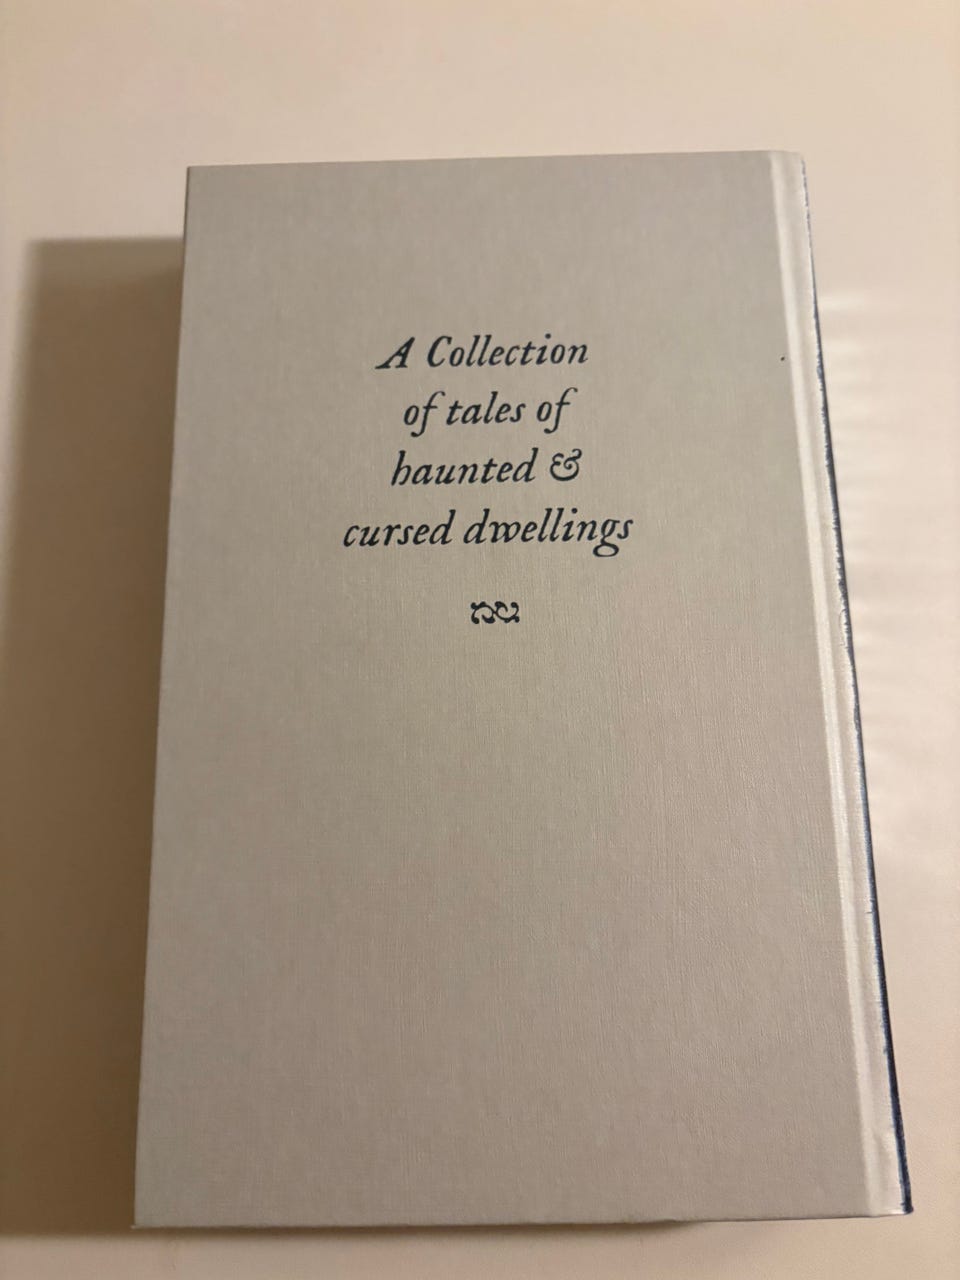 A Collection
of tales of
haunted &
cursed dwellings